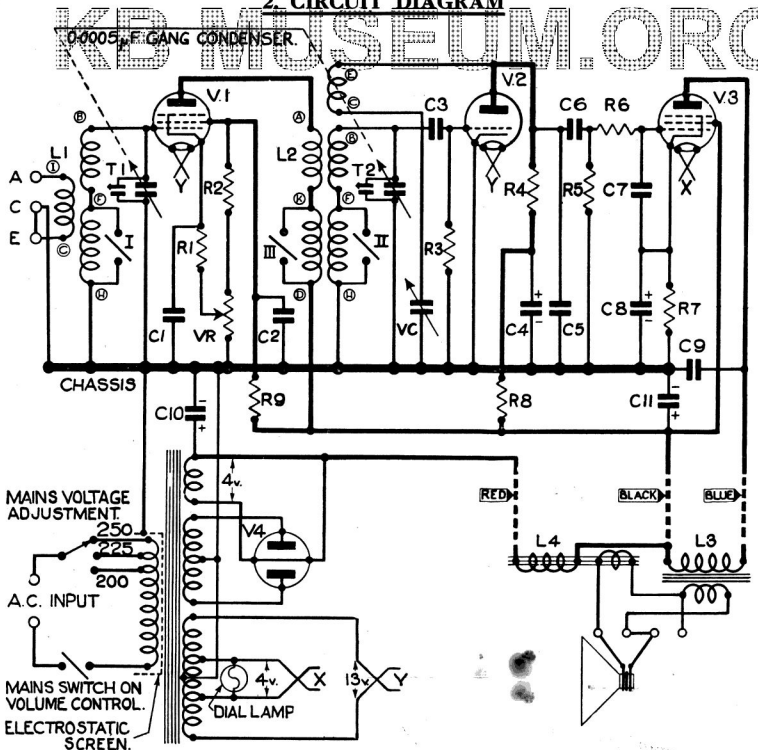 2. CIRCUIT DIAGRAM
KB MUSEUM.ORG
0·0005µF GANG CONDENSER.
V.1
V.2
V.3
E
C
B
A
B
C3
C6
R6
L1
T1
L2
T2
I
A
C
E
C
F
Y
R2
K
F
Y
R4
R5
C7
X
I
III
II
R1
R3
H
D
H
C1
VR
C2
VC
C4
+
-
C5
C8
+
-
R7
C9
CHASSIS
C10
-
+
R9
R8
C11
-
+
4v.
RED
BLACK
BLUE
MAINS VOLTAGE
ADJUSTMENT.
250
225
200
V4
L4
L3
A.C. INPUT
4v.
X
13v.
Y
DIAL LAMP
MAINS SWITCH ON
VOLUME CONTROL.
ELECTROSTATIC
SCREEN.